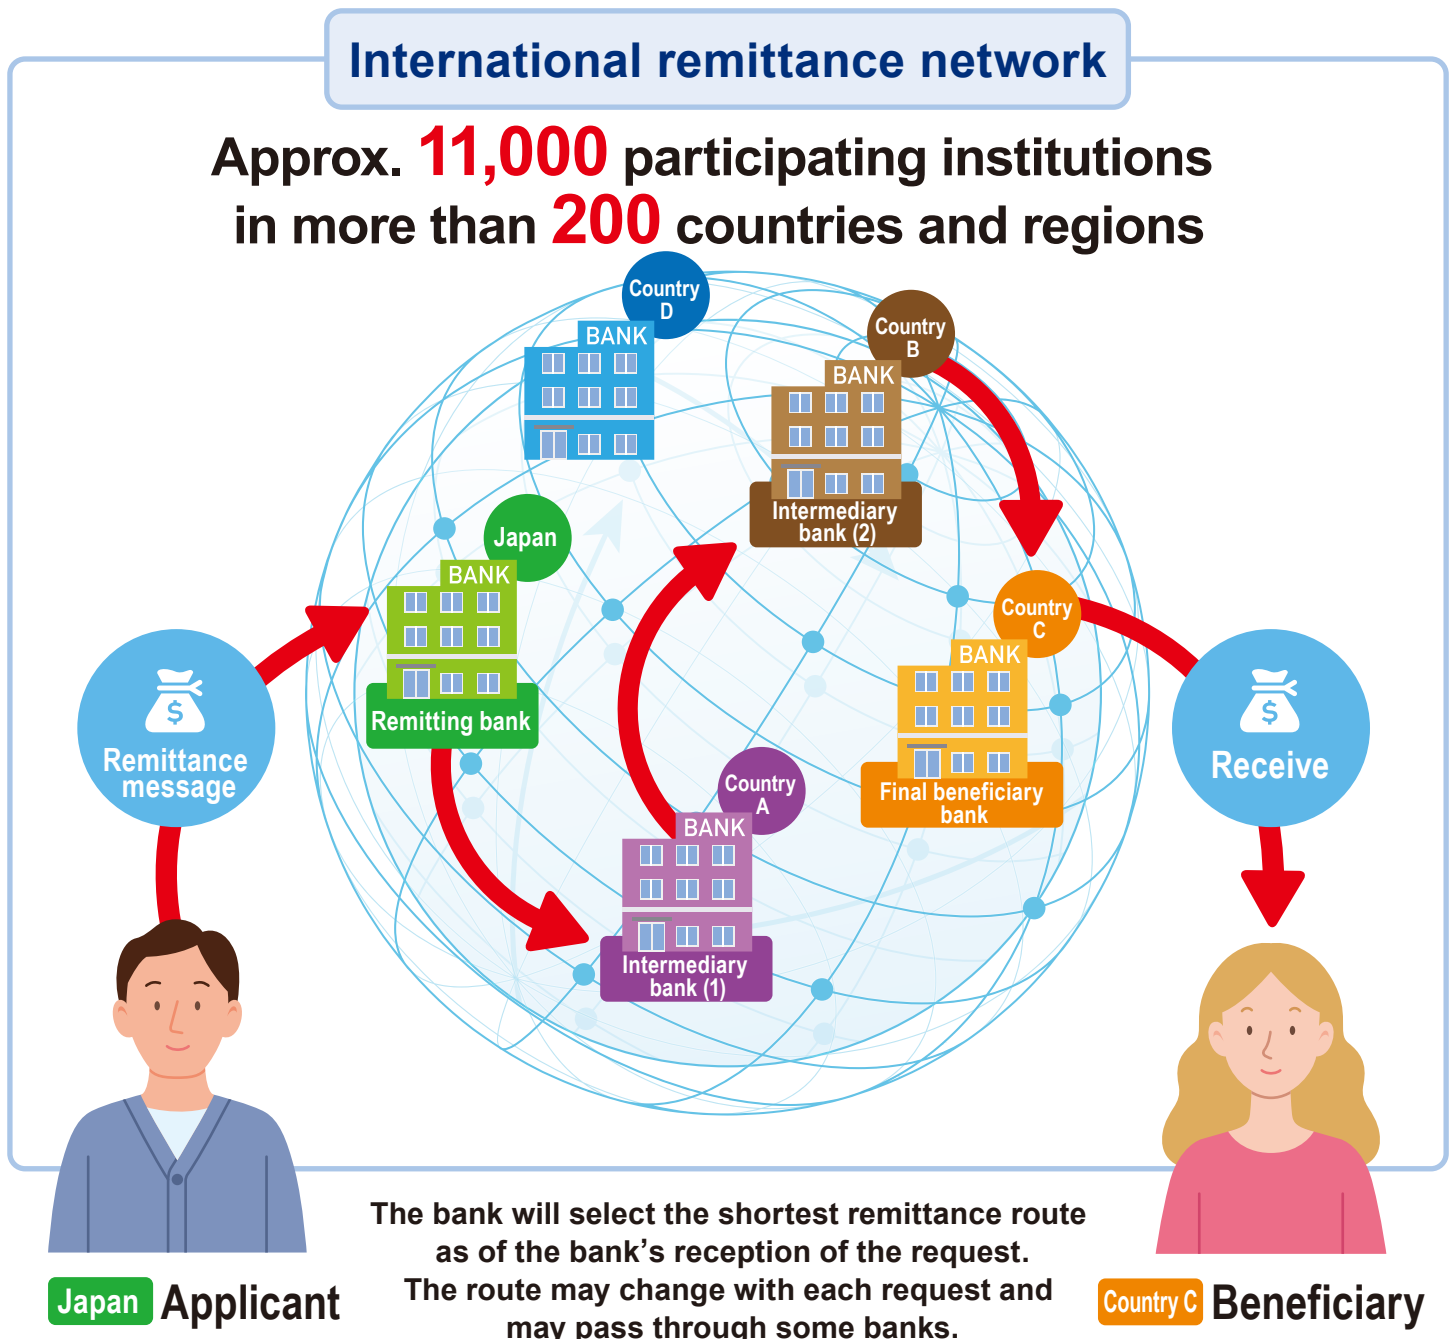 International remittance network
Approx. 11,000 participating institutions
in more than 200 countries and regions
Country
D
BANK
Country
B
BANK
Intermediary
bank (2)
Japan
BANK
Remitting bank
Country
C
BANK
Final beneficiary
bank
Country
A
BANK
Intermediary
bank (1)
$
Remittance
message
$
Receive
The bank will select the shortest remittance route
as of the bank's reception of the request.
The route may change with each request and
may pass through some banks.
Japan Applicant
Country C Beneficiary